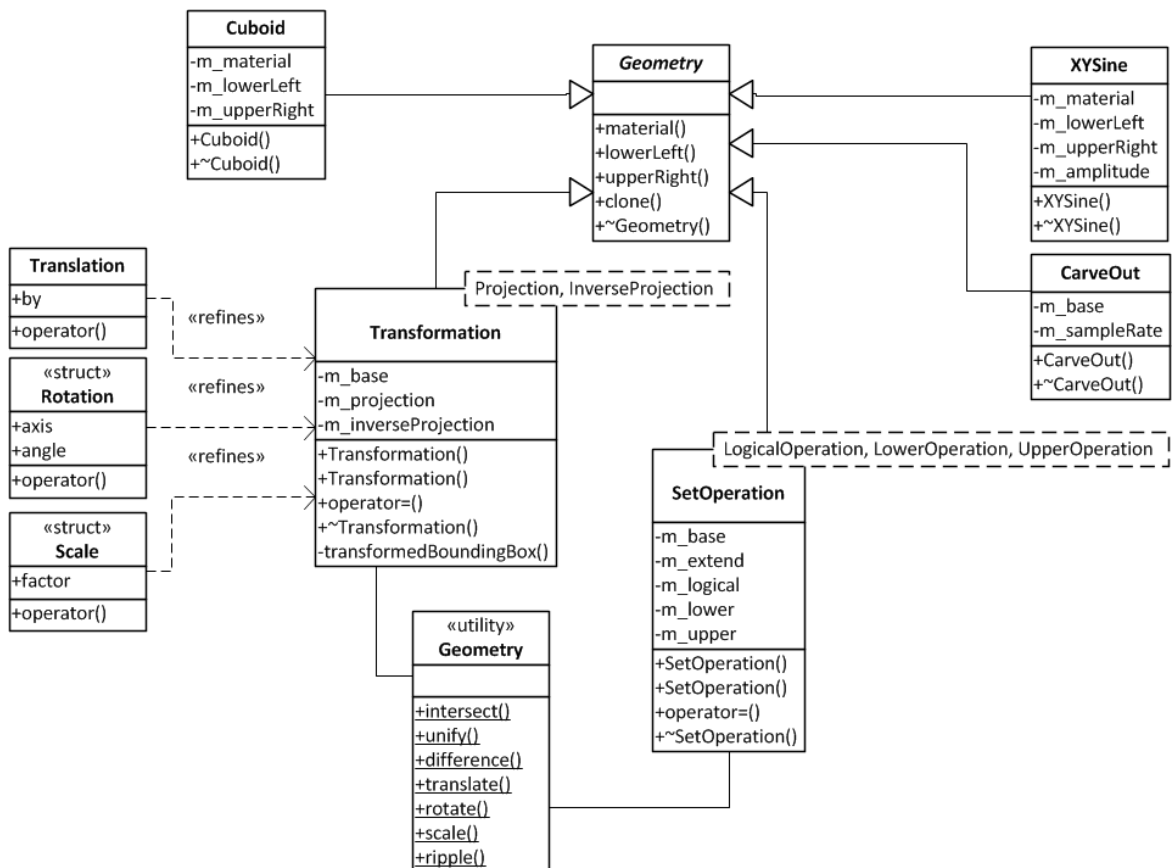 Cuboid
-m_material
-m_lowerLeft
-m_upperRight
+Cuboid()
+~Cuboid()
Geometry
+material()
+lowerLeft()
+upperRight()
+clone()
+~Geometry()
XYSine
-m_material
-m_lowerLeft
-m_upperRight
-m_amplitude
+XYSine()
+~XYSine()
CarveOut
-m_base
-m_sampleRate
+CarveOut()
+~CarveOut()
Translation
+by
+operator()
«struct»
Rotation
+axis
+angle
+operator()
«struct»
Scale
+factor
+operator()
«refines»
«refines»
«refines»
Projection, InverseProjection
Transformation
-m_base
-m_projection
-m_inverseProjection
+Transformation()
+Transformation()
+operator=()
+~Transformation()
-transformedBoundingBox()
LogicalOperation, LowerOperation, UpperOperation
SetOperation
-m_base
-m_extend
-m_logical
-m_lower
-m_upper
+SetOperation()
+SetOperation()
+operator=()
+~SetOperation()
«utility»
Geometry
+intersect()
+unify()
+difference()
+translate()
+rotate()
+scale()
+ripple()